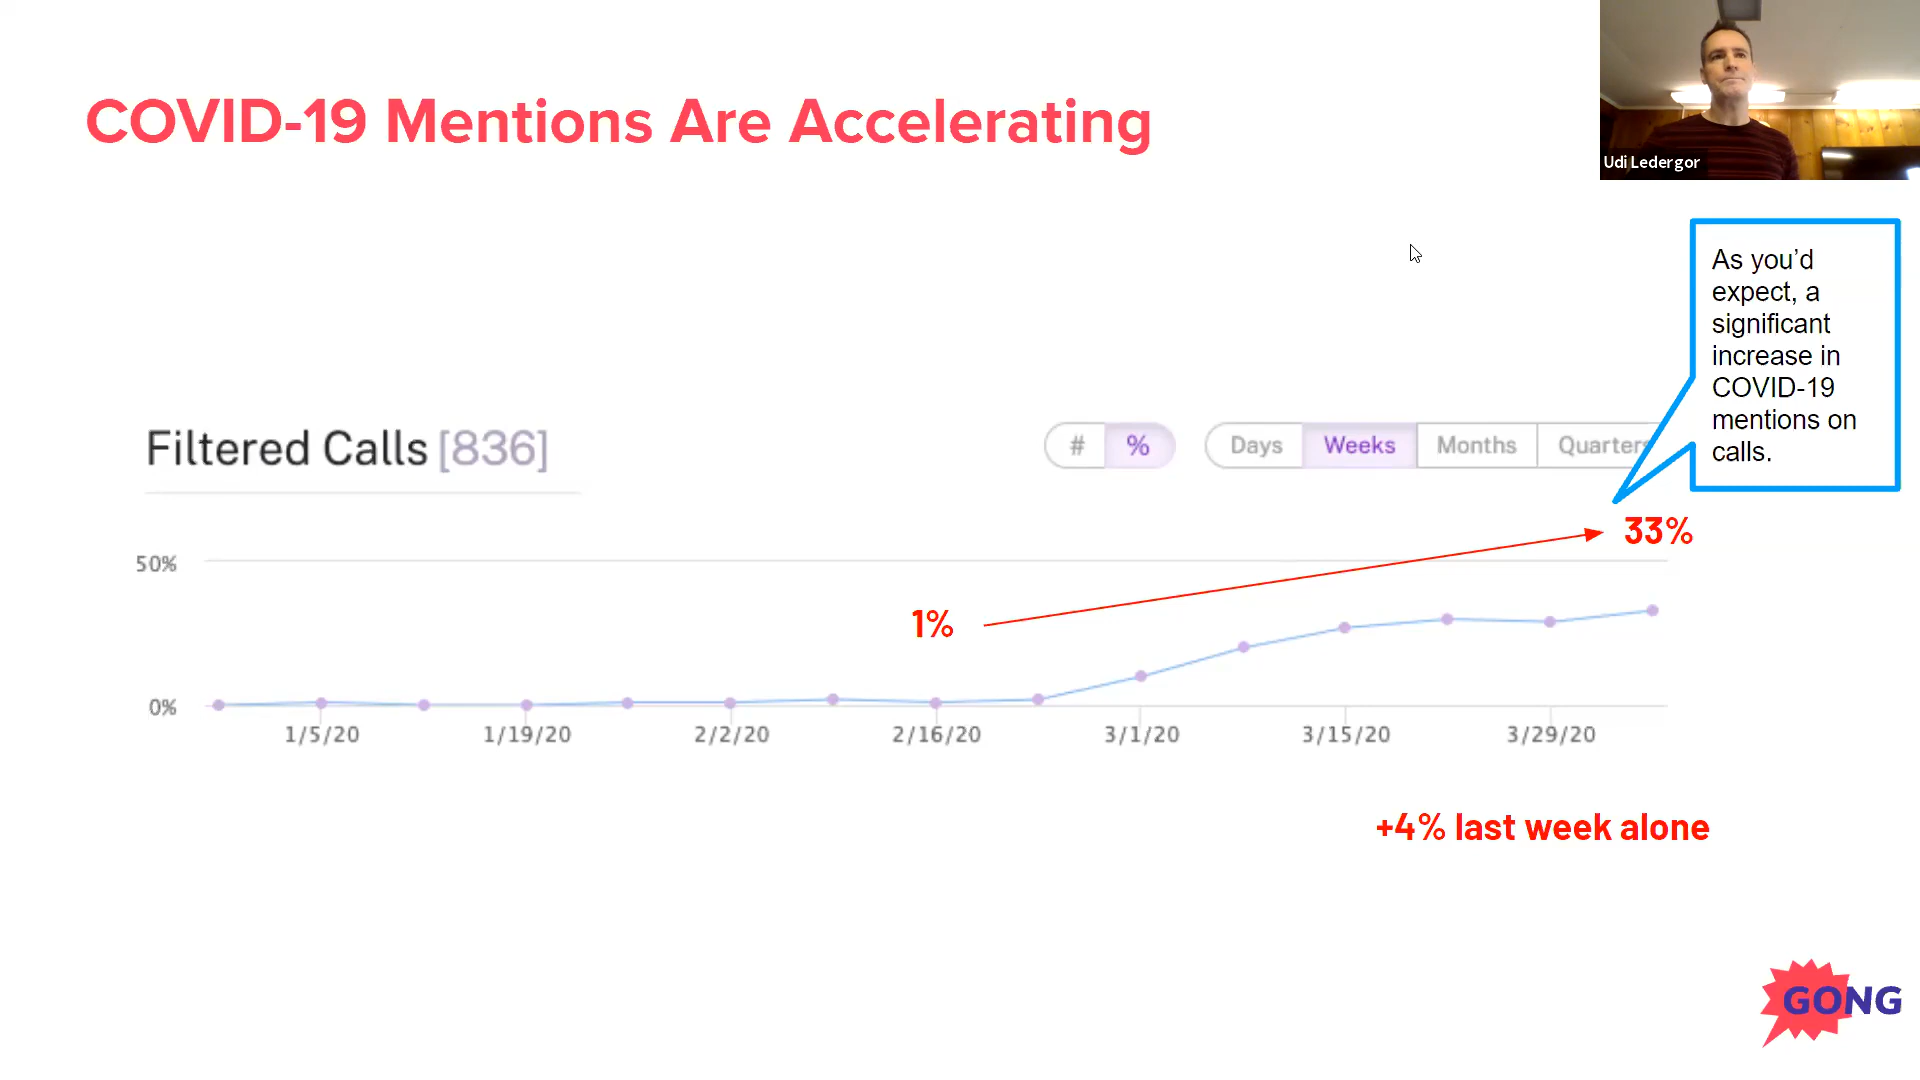 COVID-19 Mentions Are Accelerating
Udi Ledergor
As you’d
expect, a
significant
increase in
COVID-19
mentions on
calls.
Filtered Calls [836]
# %
Days Weeks Months Quarters
33%
1%
50%
0%
1/5/20 1/19/20 2/2/20 2/16/20 3/1/20 3/15/20 3/29/20
+4% last week alone
GONG